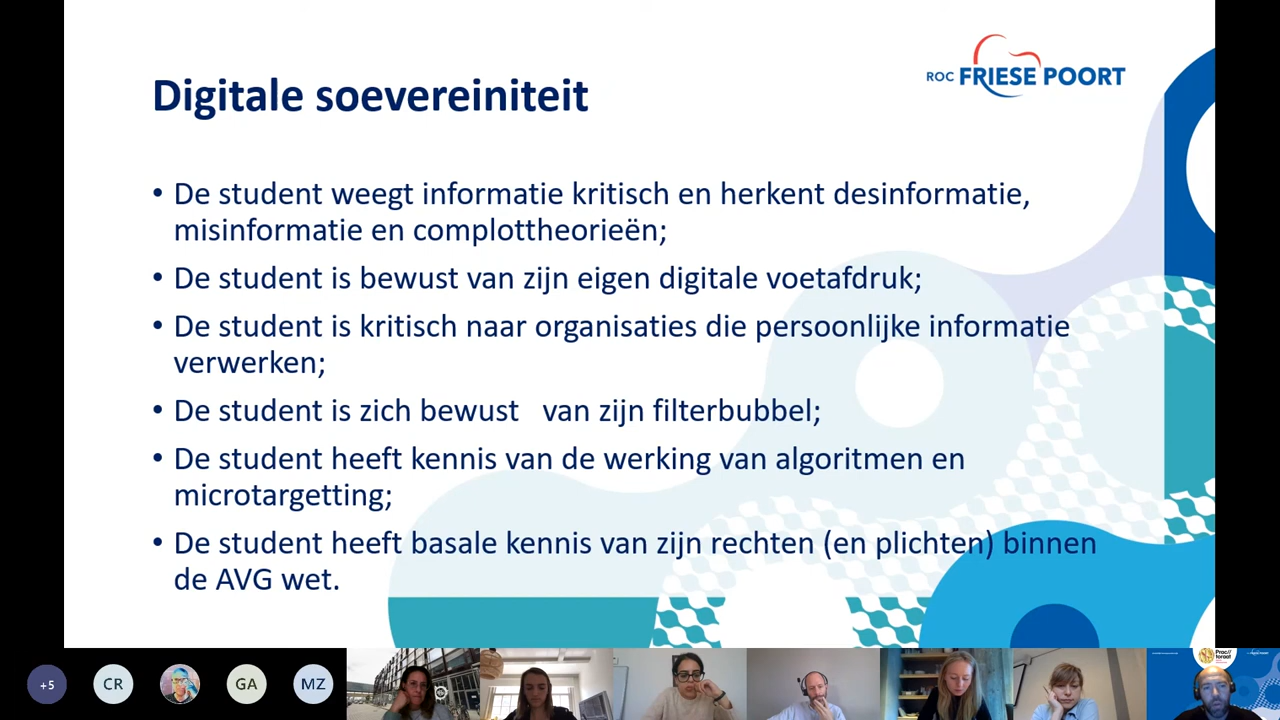 ROC FRIESE POORT
Digitale soevereiniteit
• De student weegt informatie kritisch en herkent desinformatie,
misinformatie en complottheorieën;
• De student is bewust van zijn eigen digitale voetafdruk;
• De student is kritisch naar organisaties die persoonlijke informatie
verwerken;
• De student is zich bewust   van zijn filterbubbel;
• De student heeft kennis van de werking van algoritmen en
microtargetting;
• De student heeft basale kennis van zijn rechten (en plichten) binnen
de AVG wet.
+5
CR
GA
MZ
Prac//
toraat